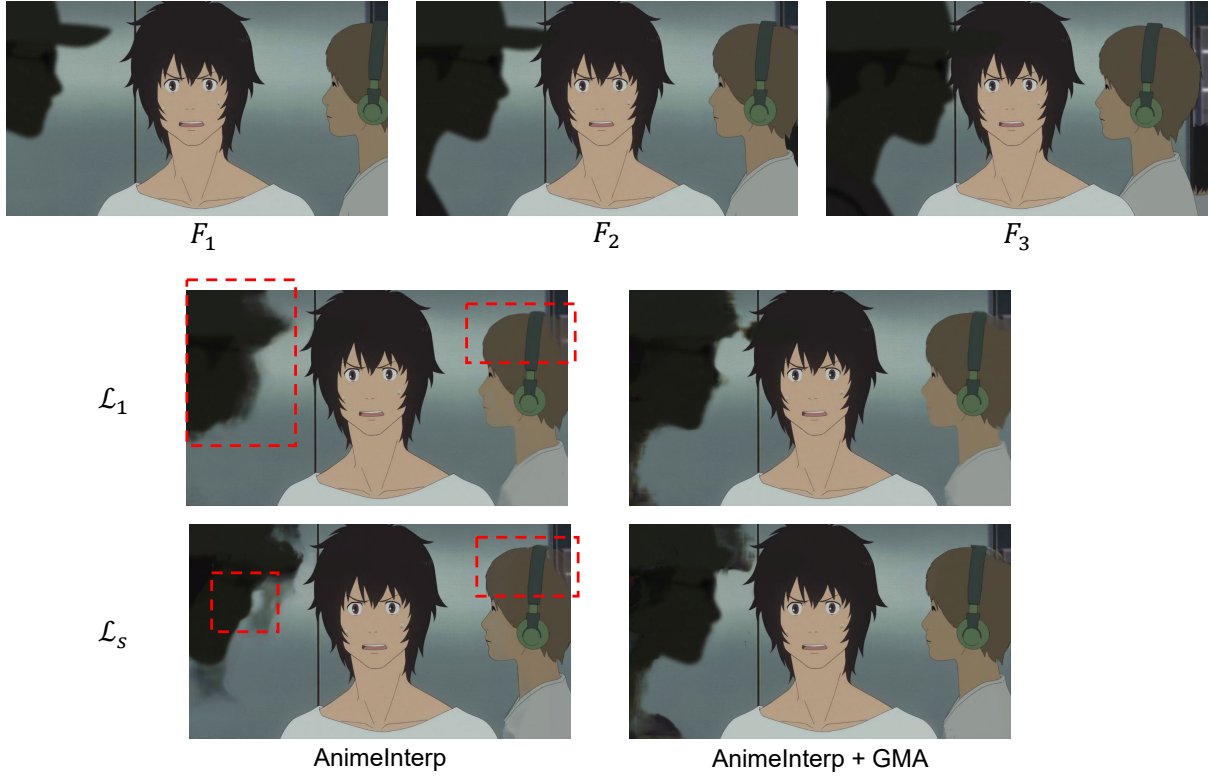 F₁ F₂ F₃
ℒ₁
ℒₛ
AnimeInterp AnimeInterp + GMA